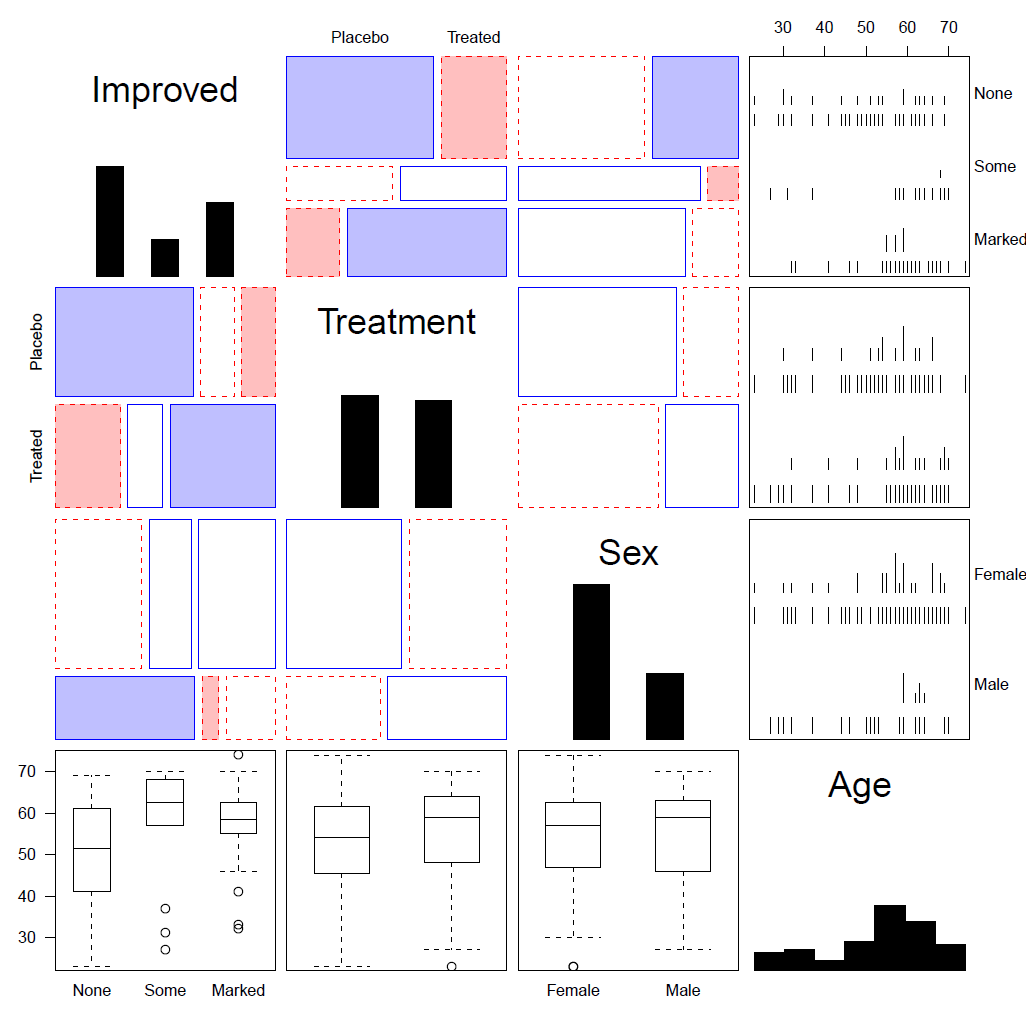 30 40 50 60 70
Placebo Treated
Improved
None
Some
Marked
Placebo
Treatment
Treated
Sex
Female
Male
70
60
50
40
30
Age
None Some Marked
Female Male